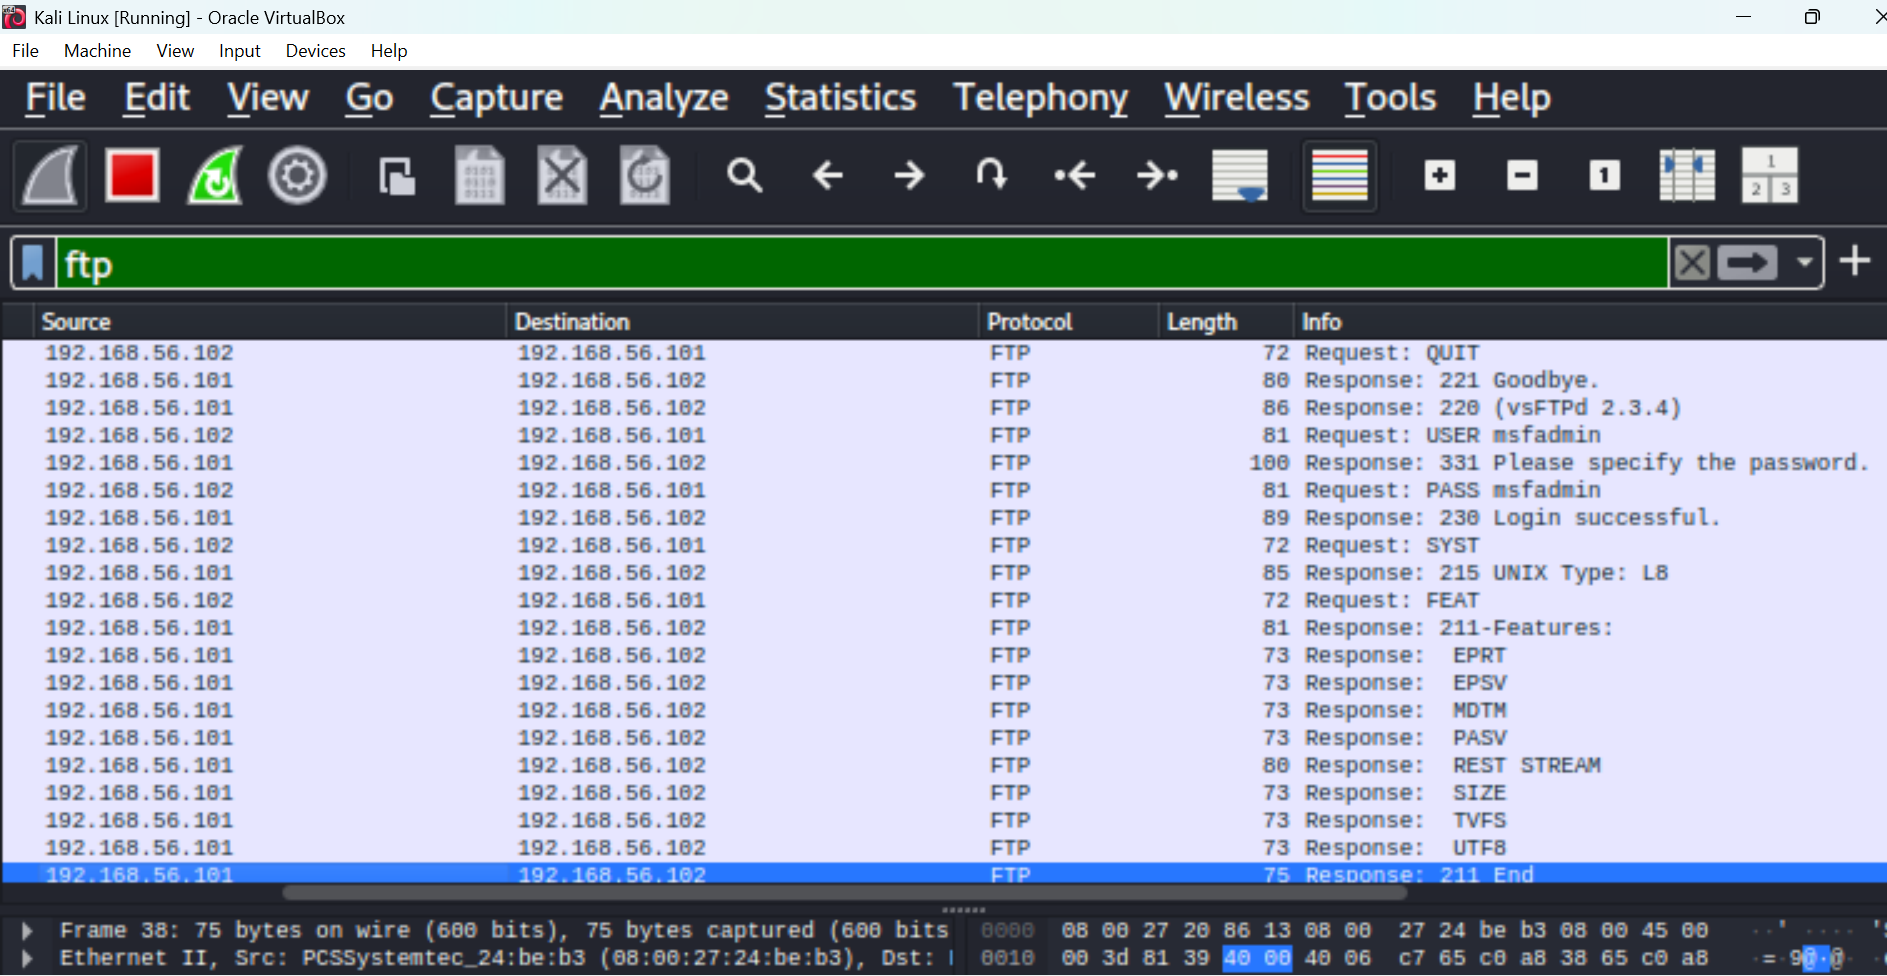 Kali Linux [Running] - Oracle VirtualBox
File Machine View Input Devices Help
File Edit View Go Capture Analyze Statistics Telephony Wireless Tools Help
ftp
Source Destination Protocol Length Info
192.168.56.102 192.168.56.101 FTP 72 Request: QUIT
192.168.56.101 192.168.56.102 FTP 80 Response: 221 Goodbye.
192.168.56.101 192.168.56.102 FTP 86 Response: 220 (vsFTPd 2.3.4)
192.168.56.102 192.168.56.101 FTP 81 Request: USER msfadmin
192.168.56.101 192.168.56.102 FTP 100 Response: 331 Please specify the password.
192.168.56.102 192.168.56.101 FTP 81 Request: PASS msfadmin
192.168.56.101 192.168.56.102 FTP 89 Response: 230 Login successful.
192.168.56.102 192.168.56.101 FTP 72 Request: SYST
192.168.56.101 192.168.56.102 FTP 85 Response: 215 UNIX Type: L8
192.168.56.102 192.168.56.101 FTP 72 Request: FEAT
192.168.56.101 192.168.56.102 FTP 81 Response: 211-Features:
192.168.56.101 192.168.56.102 FTP 73 Response: EPRT
192.168.56.101 192.168.56.102 FTP 73 Response: EPSV
192.168.56.101 192.168.56.102 FTP 73 Response: MDTM
192.168.56.101 192.168.56.102 FTP 73 Response: PASV
192.168.56.101 192.168.56.102 FTP 80 Response: REST STREAM
192.168.56.101 192.168.56.102 FTP 73 Response: SIZE
192.168.56.101 192.168.56.102 FTP 73 Response: TVFS
192.168.56.101 192.168.56.102 FTP 73 Response: UTF8
192.168.56.101 192.168.56.102 FTP 75 Response: 211 End
Frame 38: 75 bytes on wire (600 bits), 75 bytes captured (600 bits 0000 08 00 27 20 86 13 08 00 27 24 be b3 08 00 45 00
Ethernet II, Src: PCSSystemtec_24:be:b3 (08:00:27:24:be:b3), Dst: 0010 00 3d 81 39 40 00 40 06 c7 65 c0 a8 38 65 c0 a8 ·=·9@·@·